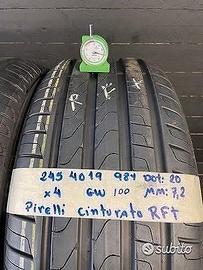 R F T
245 40 19 98Y DOT: 20
x4 GW 100 MM: 7,2
Pirelli cinturato RFT
subito